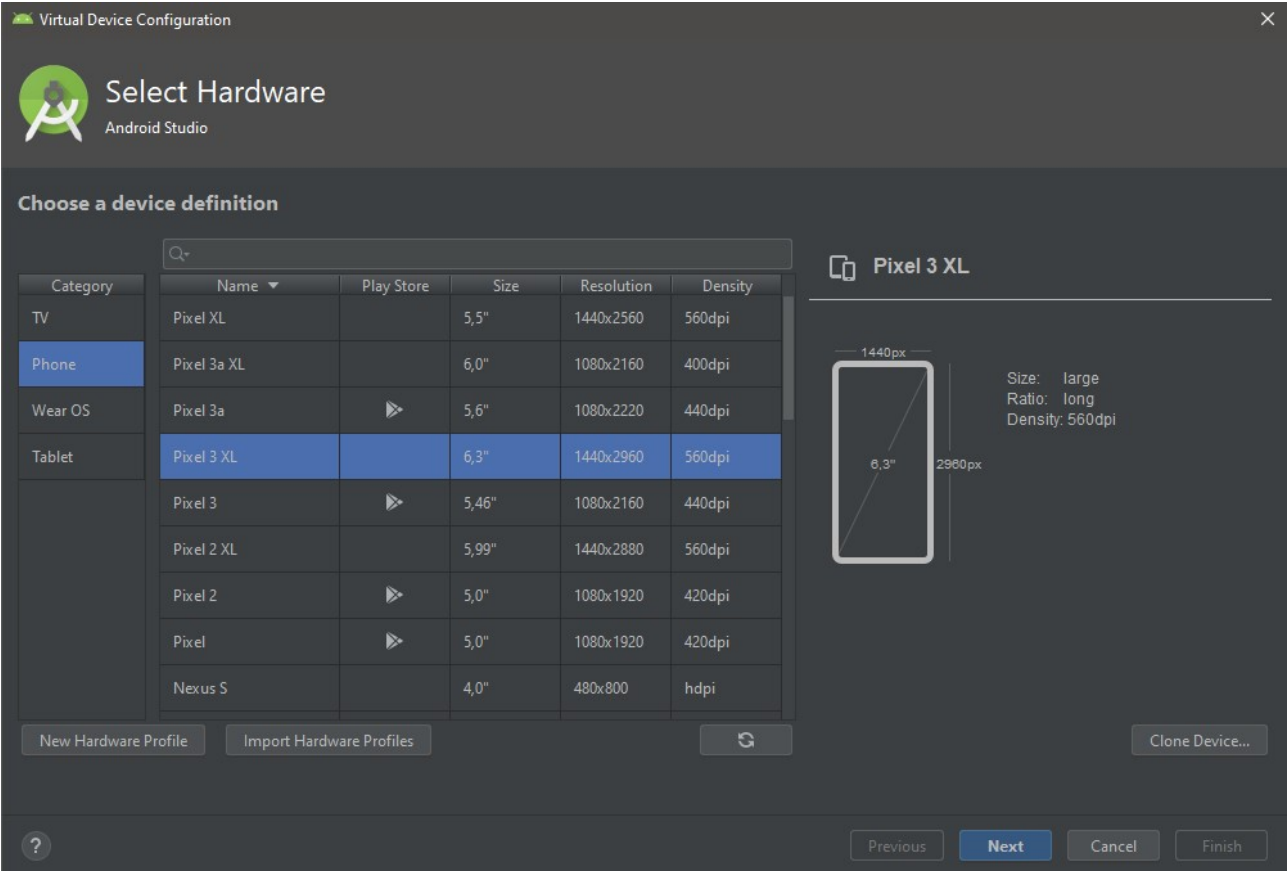 Virtual Device Configuration
Select Hardware
Android Studio
Choose a device definition
Category
TV
Phone
Wear OS
Tablet
Name Play Store Size Resolution Density
Pixel XL 5,5" 1440x2560 560dpi
Pixel 3a XL 6,0" 1080x2160 400dpi
Pixel 3a 5,6" 1080x2220 440dpi
Pixel 3 XL 6,3" 1440x2960 560dpi
Pixel 3 5,46" 1080x2160 440dpi
Pixel 2 XL 5,99" 1440x2880 560dpi
Pixel 2 5,0" 1080x1920 420dpi
Pixel 5,0" 1080x1920 420dpi
Nexus S 4,0" 480x800 hdpi
Pixel 3 XL
1440px
6,3"
2960px
Size: large
Ratio: long
Density: 560dpi
New Hardware Profile
Import Hardware Profiles
Clone Device...
?
Previous
Next
Cancel
Finish